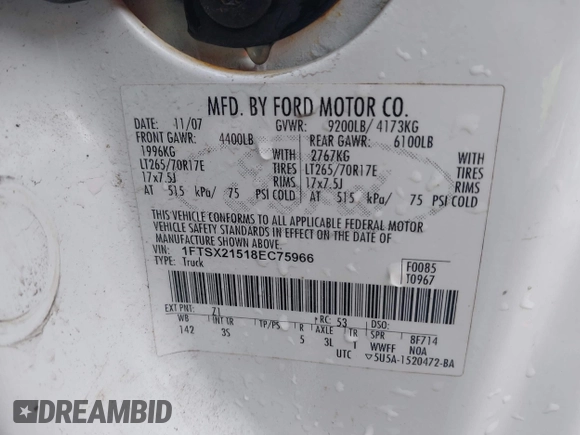 MFD. BY FORD MOTOR CO.
DATE: 11/07 GVWR: 9200LB/ 4173KG
FRONT GAWR: 4400LB REAR GAWR: 6100LB
1996KG WITH 2767KG WITH
LT265/70R17E TIRES LT265/70R17E TIRES
17x7.5J RIMS 17x7.5J RIMS
AT 515 kPa/ 75 PSI COLD AT 515 kPa/ 75 PSI COLD
THIS VEHICLE CONFORMS TO ALL APPLICABLE FEDERAL MOTOR
VEHICLE SAFETY STANDARDS IN EFFECT ON THE DATE OF
MANUFACTURE SHOWN ABOVE.
VIN: 1FTSX21518EC75966
TYPE: Truck
F0085
T0967
EXT PNT: Z1 RC: 53 DSO:
WB INT TR TP/PS R AXLE TR SPR 8F714
142 3S 5 3L WWFF NOA
UTC ▽5U5A-1520472-BA
DREAMBID